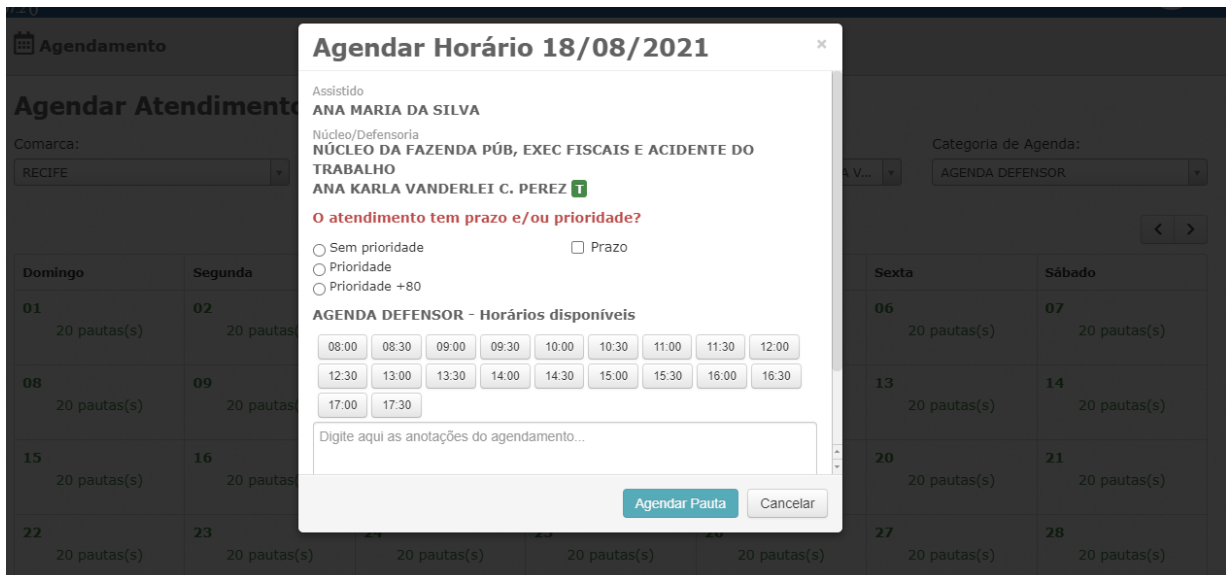 Agendamento
Agendar Horário 18/08/2021
×
Assistido
ANA MARIA DA SILVA
Núcleo/Defensoria
NÚCLEO DA FAZENDA PÚB, EXEC FISCAIS E ACIDENTE DO
TRABALHO
ANA KARLA VANDERLEI C. PEREZ T
O atendimento tem prazo e/ou prioridade?
Sem prioridade
Prazo
Prioridade
Prioridade +80
AGENDA DEFENSOR - Horários disponíveis
08:00 08:30 09:00 09:30 10:00 10:30 11:00 11:30 12:00
12:30 13:00 13:30 14:00 14:30 15:00 15:30 16:00 16:30
17:00 17:30
Digite aqui as anotações do agendamento...
Agendar Pauta Cancelar
Agendar Atendimento
Comarca:
Categoria de Agenda:
RECIFE
A V...
AGENDA DEFENSOR
Domingo Segunda Sexta Sábado
01 02 06 07
20 pautas(s) 20 pautas( 20 pautas(s) 20 pautas(s)
08 09 13 14
20 pautas(s) 20 pautas( 20 pautas(s) 20 pautas(s)
15 16 20 21
20 pautas(s) 20 pautas( 20 pautas(s) 20 pautas(s)
22 23 24 25 26 27 28
20 pautas(s) 20 pautas(s) 20 pautas(s) 20 pautas(s) 20 pautas(s) 20 pautas(s) 20 pautas(s)